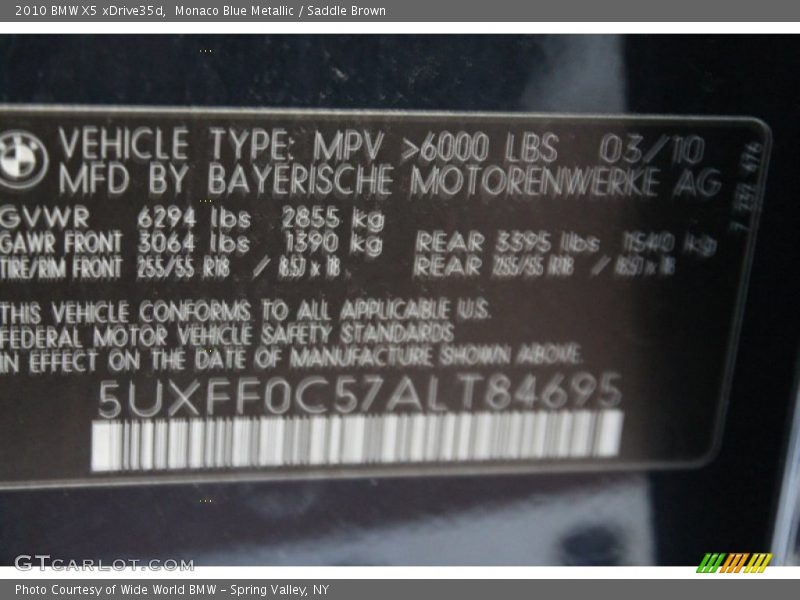 2010 BMW X5 xDrive35d, Monaco Blue Metallic / Saddle Brown
VEHICLE TYPE: MPV >6000 LBS 03/10
MFD BY BAYERISCHE MOTORENWERKE AG
GVWR 6294 lbs 2855 kg
GAWR FRONT 3064 lbs 1390 kg REAR 3395 lbs 1540 kg
TIRE/RIM FRONT 255/55 R18 / 8.5J x 18 REAR 255/55 R18 / 8.5J x 18
THIS VEHICLE CONFORMS TO ALL APPLICABLE U.S.
FEDERAL MOTOR VEHICLE SAFETY STANDARDS
IN EFFECT ON THE DATE OF MANUFACTURE SHOWN ABOVE.
5UXFF0C57ALT84695
GTCARLOT.COM
Photo Courtesy of Wide World BMW – Spring Valley, NY